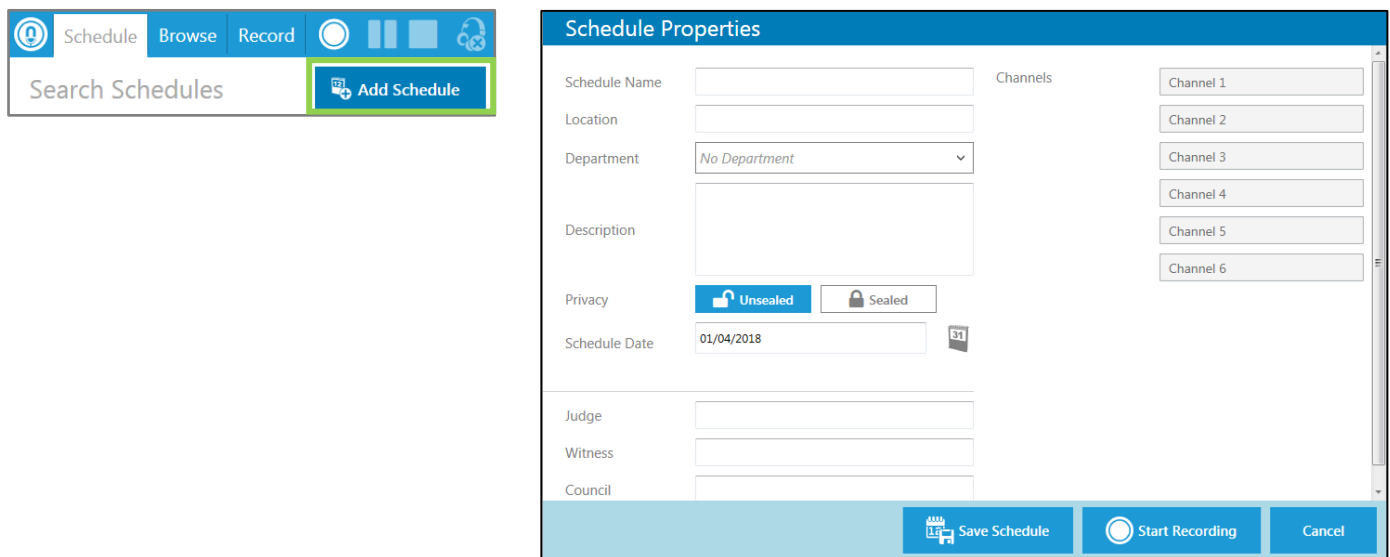 Schedule Browse Record
Search Schedules
Add Schedule
Schedule Properties
Schedule Name
Location
Department No Department
Description
Privacy Unsealed Sealed
Schedule Date 01/04/2018
31
Judge
Witness
Council
Channels Channel 1
Channel 2
Channel 3
Channel 4
Channel 5
Channel 6
Save Schedule Start Recording Cancel